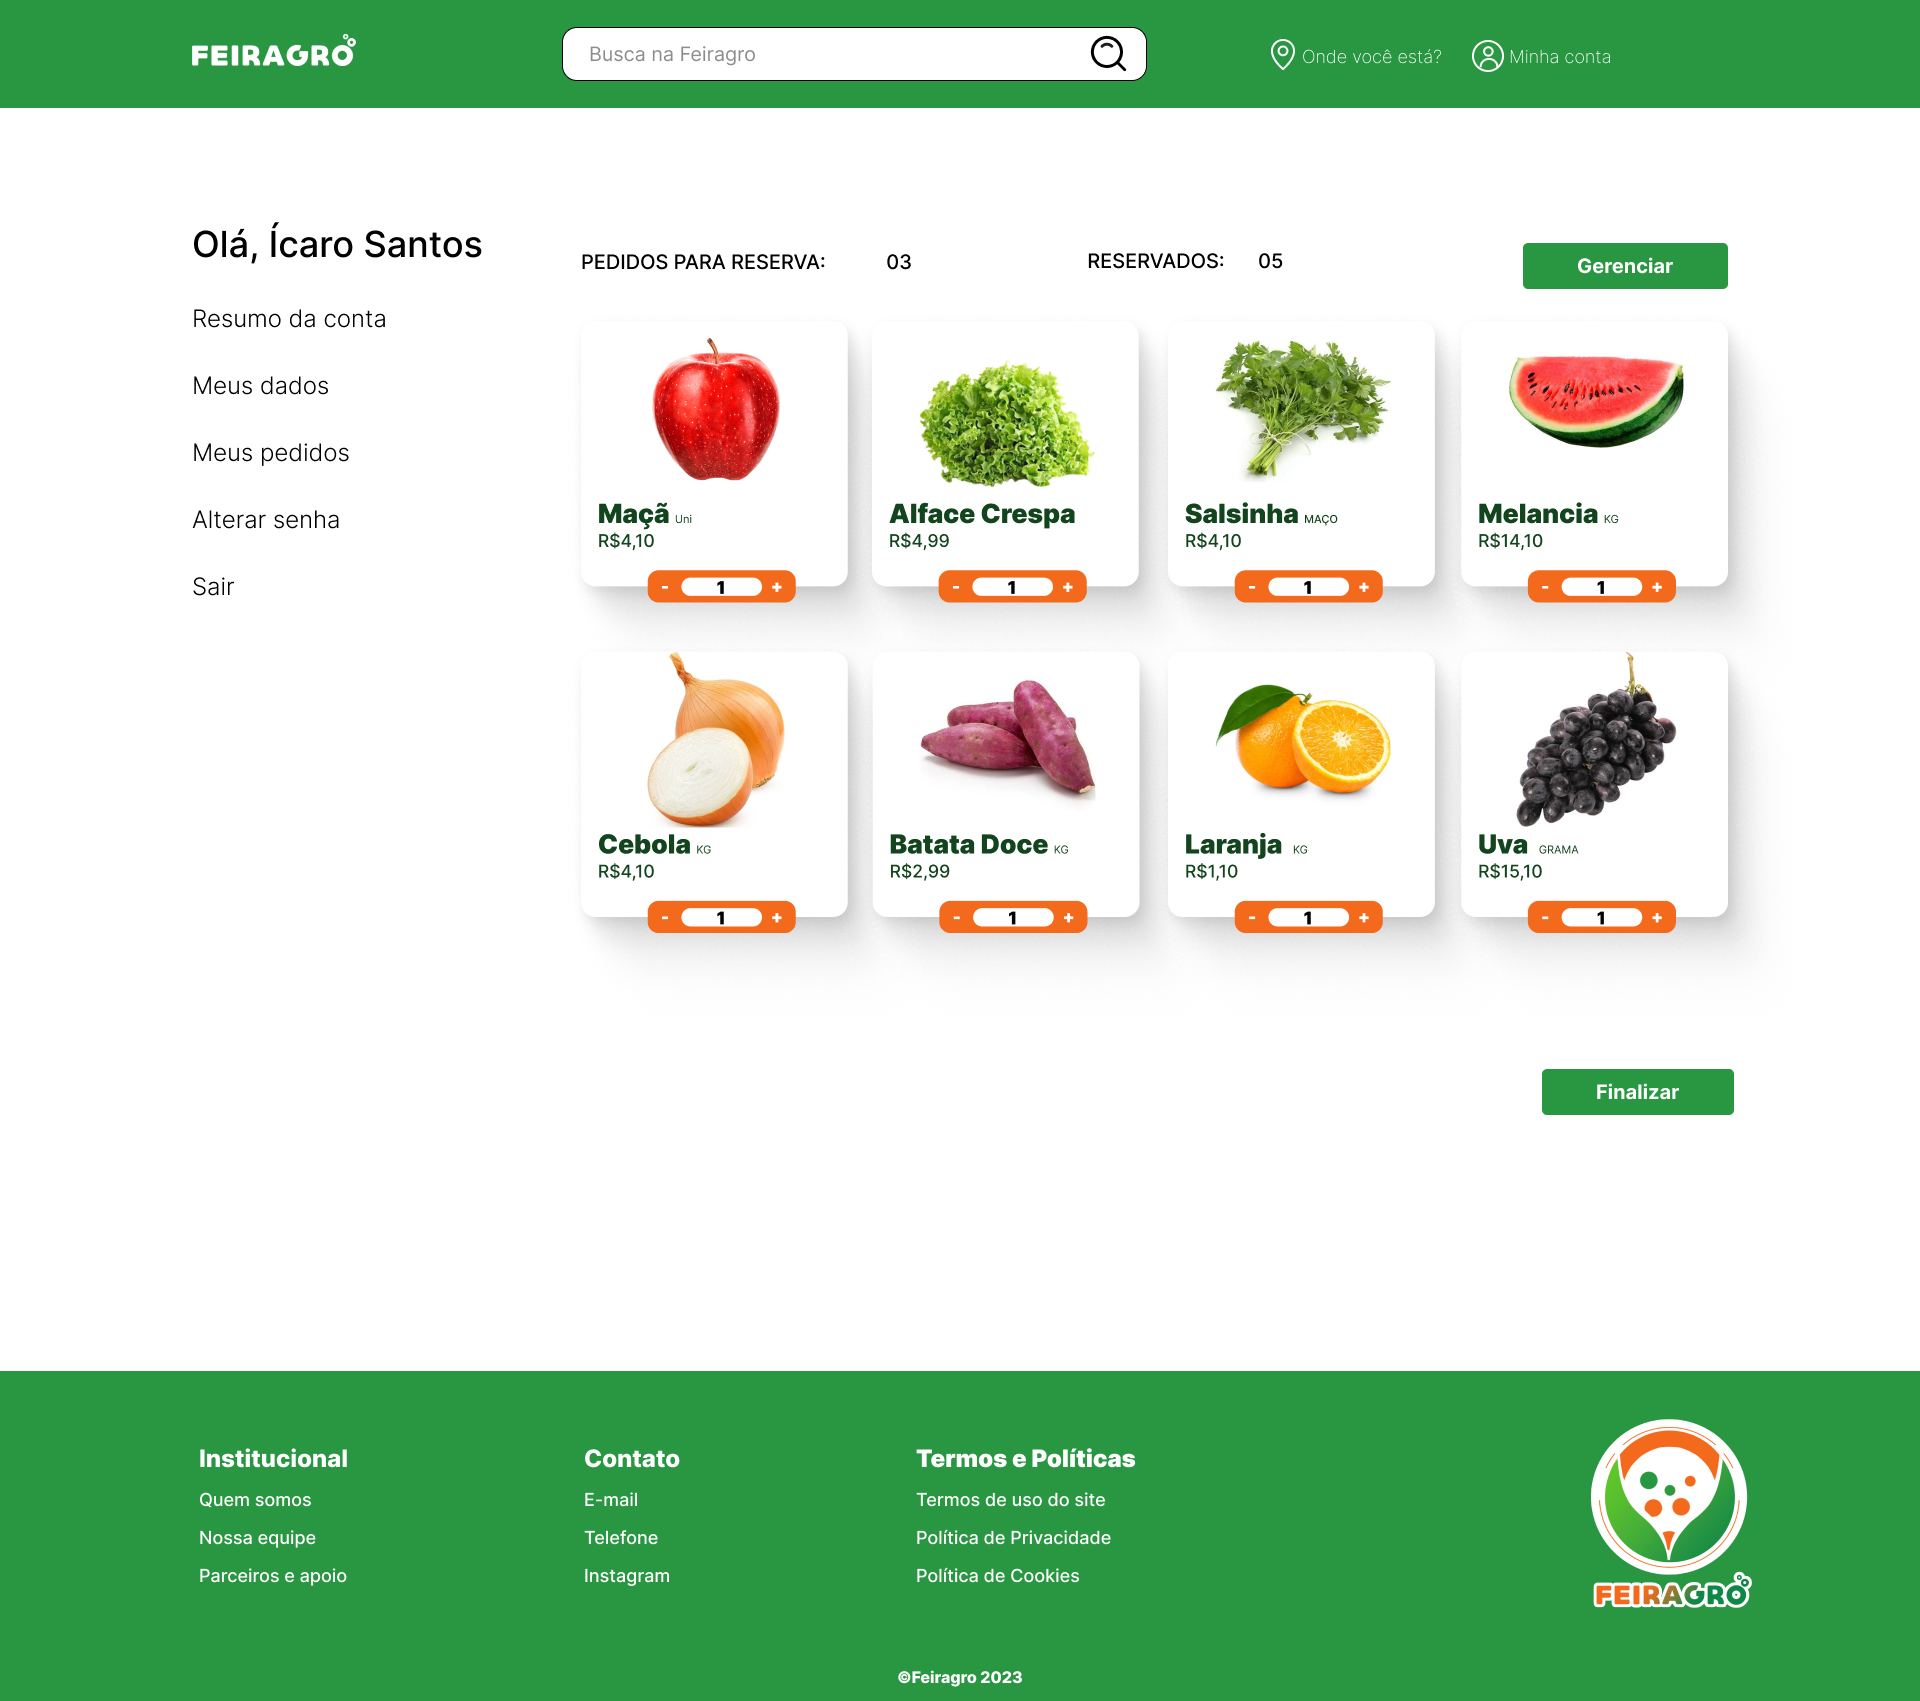 FEIRAGRO
Busca na Feiragro
Onde você está?
Minha conta
Olá, Ícaro Santos
Resumo da conta
Meus dados
Meus pedidos
Alterar senha
Sair
PEDIDOS PARA RESERVA: 03
RESERVADOS: 05
Gerenciar
Maçã Uni
R$4,10
- 1 +
Alface Crespa
R$4,99
- 1 +
Salsinha MAÇO
R$4,10
- 1 +
Melancia KG
R$14,10
- 1 +
Cebola KG
R$4,10
- 1 +
Batata Doce KG
R$2,99
- 1 +
Laranja KG
R$1,10
- 1 +
Uva GRAMA
R$15,10
- 1 +
Finalizar
Institucional
Quem somos
Nossa equipe
Parceiros e apoio
Contato
E-mail
Telefone
Instagram
Termos e Políticas
Termos de uso do site
Política de Privacidade
Política de Cookies
FEIRAGRO
©Feiragro 2023